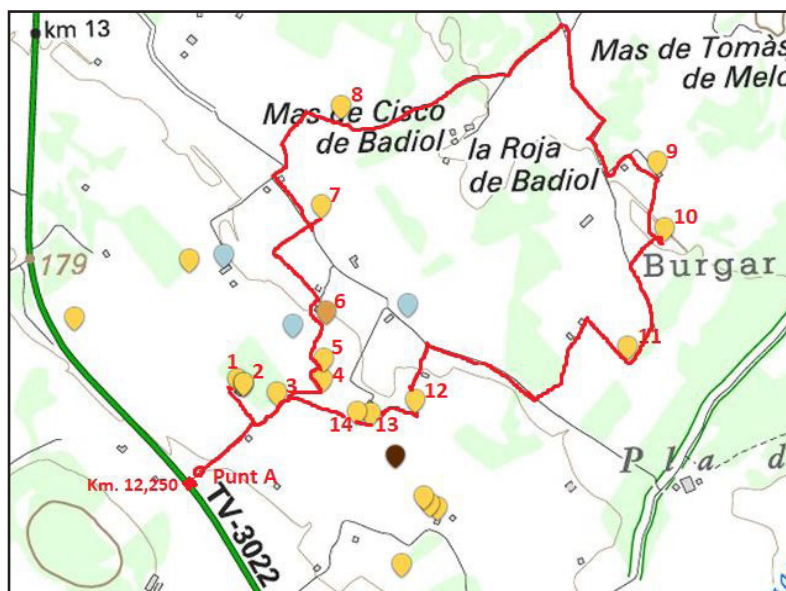 km 13
Mas de Tomàs
de Melo
8
Mas de Cisco
de Badiol
la Roja
de Badiol
9
7
10
179
Burgar
6
11
5
1
2
3
4
12
14
13
Pla d
Punt A
Km. 12,250
TV-3022